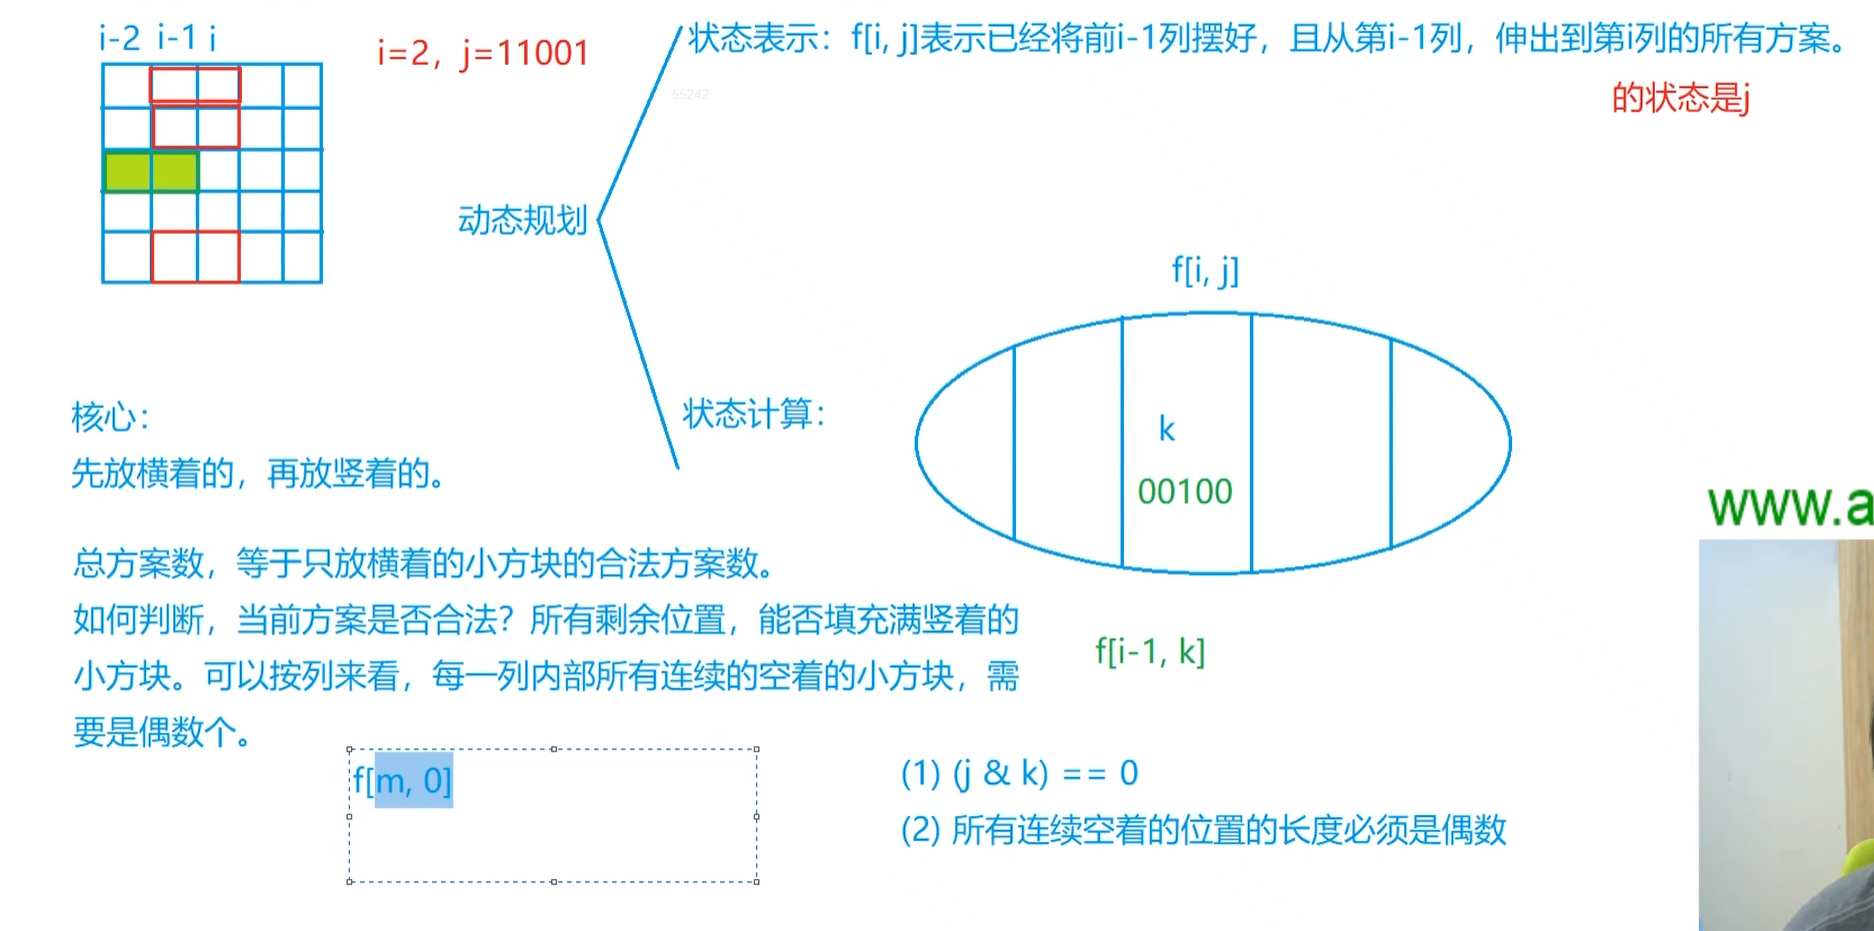 i-2 i-1 i
i=2，j=11001
状态表示：f[i, j]表示已经将前i-1列摆好，且从第i-1列，伸出到第i列的所有方案。
55242
的状态是j
动态规划
f[i, j]
核心：
状态计算：
k
先放横着的，再放竖着的。
00100
www.a
总方案数，等于只放横着的小方块的合法方案数。
如何判断，当前方案是否合法？所有剩余位置，能否填充满竖着的
小方块。可以按列来看，每一列内部所有连续的空着的小方块，需
要是偶数个。
f[i-1, k]
f[m, 0]
(1) (j & k) == 0
(2) 所有连续空着的位置的长度必须是偶数